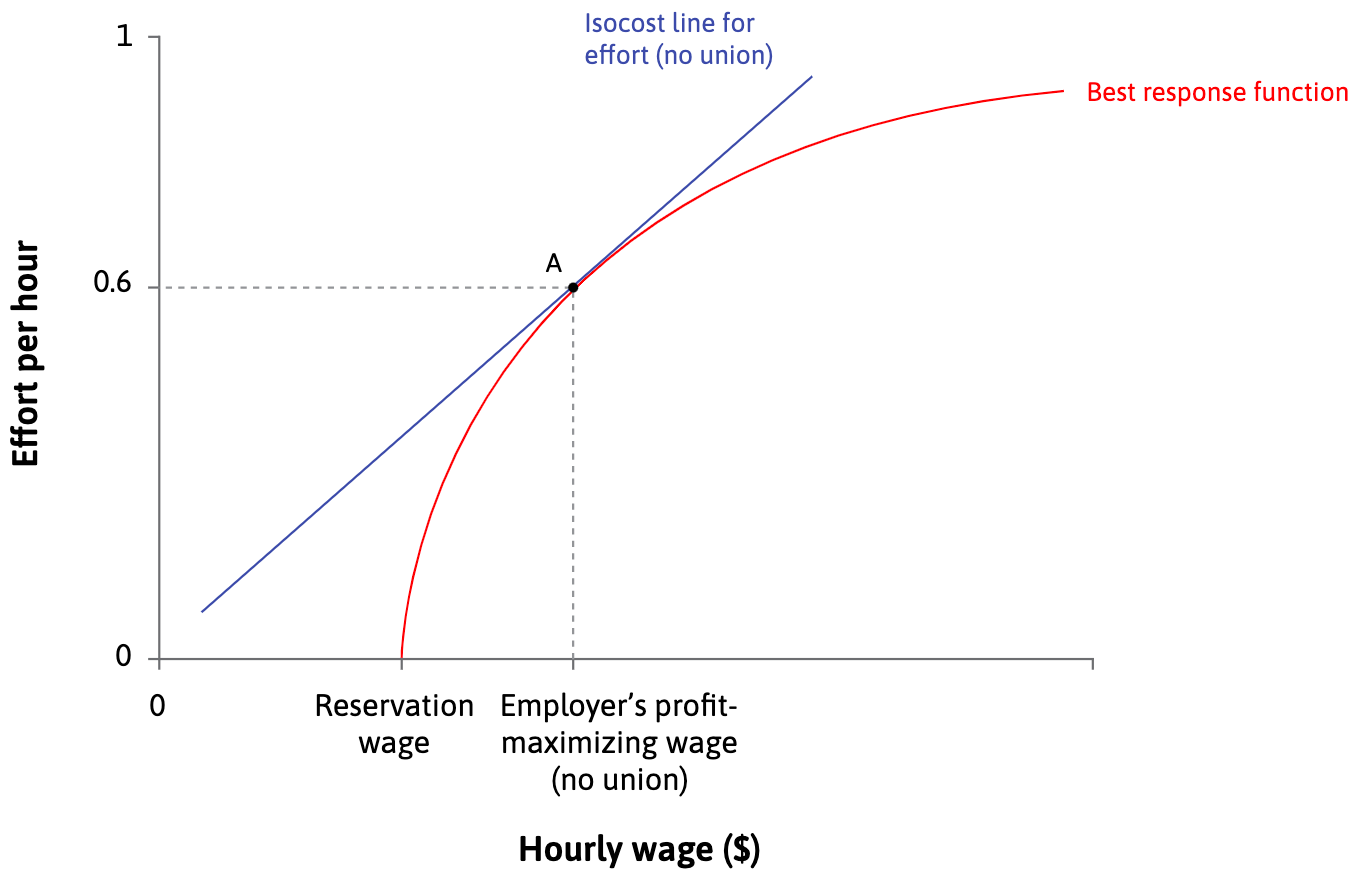 Isocost line for
effort (no union)
1
Best response function
A
0.6
Effort per hour
0
0
Reservation
wage
Employer’s profit-
maximizing wage
(no union)
Hourly wage ($)